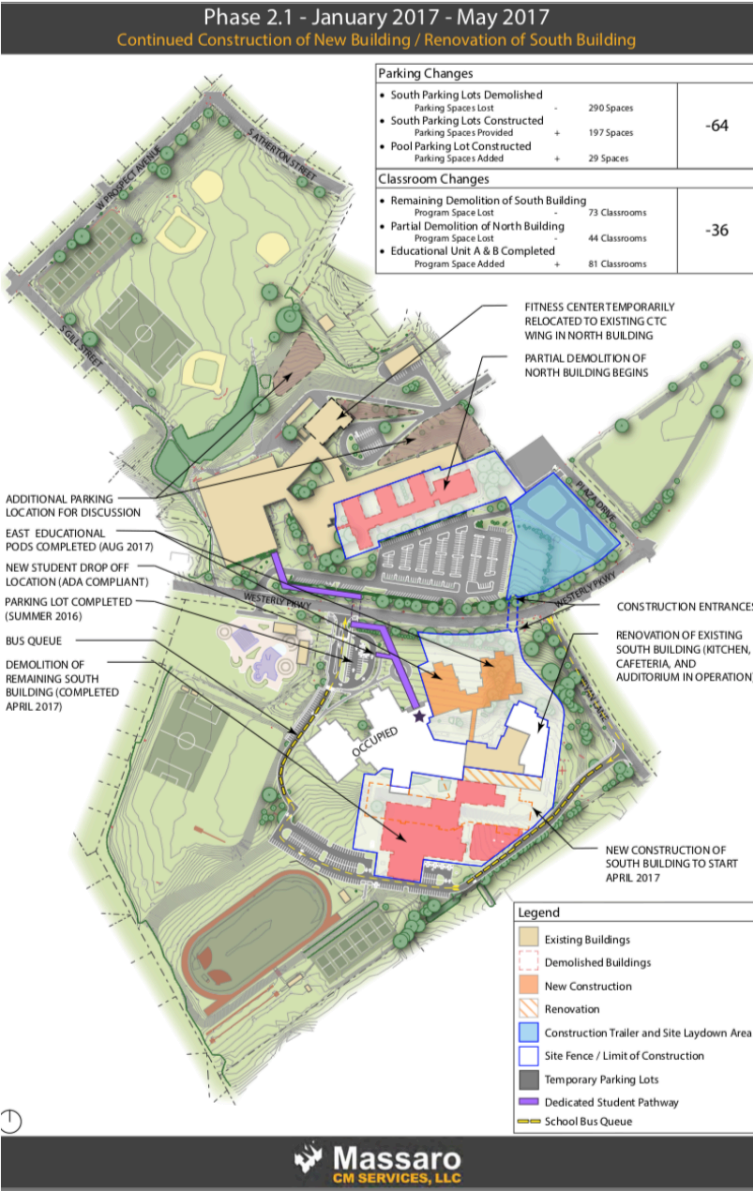 Phase 2.1 - January 2017 - May 2017
Continued Construction of New Building / Renovation of South Building
Parking Changes
• South Parking Lots Demolished
Parking Spaces Lost - 290 Spaces
• South Parking Lots Constructed
Parking Spaces Provided + 197 Spaces
• Pool Parking Lot Constructed
Parking Spaces Added + 29 Spaces
-64
Classroom Changes
• Remaining Demolition of South Building
Program Space Lost - 73 Classrooms
• Partial Demolition of North Building
Program Space Lost - 44 Classrooms
• Educational Unit A & B Completed
Program Space Added + 81 Classrooms
-36
W PROSPECT AVENUE
S ATHERTON STREET
S GILL STREET
FITNESS CENTER TEMPORARILY
RELOCATED TO EXISTING CTC
WING IN NORTH BUILDING
PARTIAL DEMOLITION OF
NORTH BUILDING BEGINS
PLAZA DRIVE
ADDITIONAL PARKING
LOCATION FOR DISCUSSION
EAST EDUCATIONAL
PODS COMPLETED (AUG 2017)
NEW STUDENT DROP OFF
LOCATION (ADA COMPLIANT)
PARKING LOT COMPLETED
(SUMMER 2016)
BUS QUEUE
DEMOLITION OF
REMAINING SOUTH
BUILDING (COMPLETED
APRIL 2017)
WESTERLY PKWY
WESTERLY PKWY
CONSTRUCTION ENTRANCES
RENOVATION OF EXISTING
SOUTH BUILDING (KITCHEN,
CAFETERIA, AND
AUDITORIUM IN OPERATION)
OCCUPIED
NEW CONSTRUCTION OF
SOUTH BUILDING TO START
APRIL 2017
Legend
Existing Buildings
Demolished Buildings
New Construction
Renovation
Construction Trailer and Site Laydown Area
Site Fence / Limit of Construction
Temporary Parking Lots
Dedicated Student Pathway
School Bus Queue
Massaro
CM SERVICES, LLC